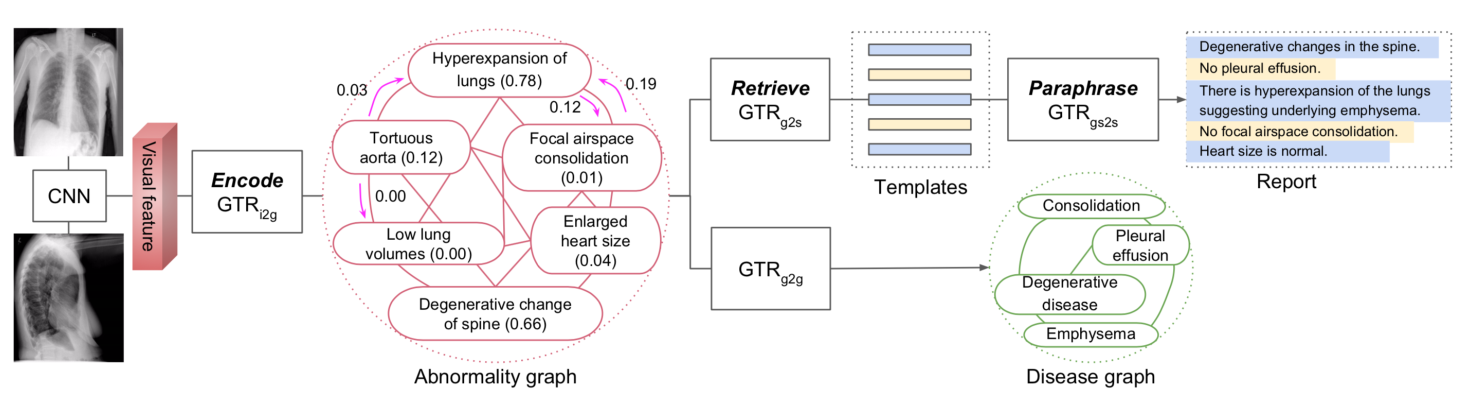 CNN
Visual feature
Encode
GTRi2g
Hyperexpansion of
lungs (0.78)
0.03
0.12
0.19
Tortuous
aorta (0.12)
Focal airspace
consolidation
(0.01)
0.00
Low lung
volumes (0.00)
Enlarged
heart size
(0.04)
Degenerative change
of spine (0.66)
Abnormality graph
Retrieve
GTRg2s
Templates
Paraphrase
GTRgs2s
Degenerative changes in the spine.
No pleural effusion.
There is hyperexpansion of the lungs
suggesting underlying emphysema.
No focal airspace consolidation.
Heart size is normal.
Report
GTRg2g
Consolidation
Pleural
effusion
Degenerative
disease
Emphysema
Disease graph